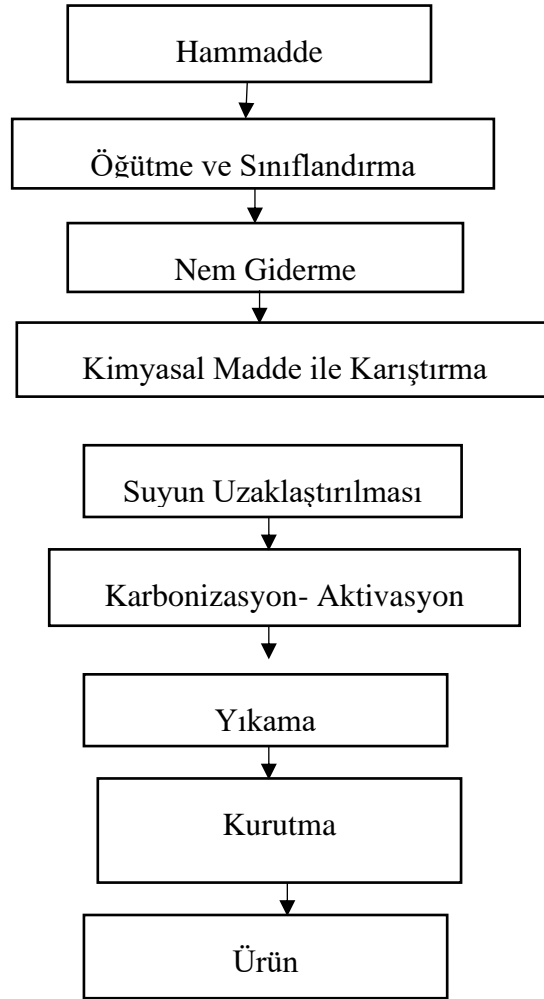 Hammadde
Öğütme ve Sınıflandırma
Nem Giderme
Kimyasal Madde ile Karıştırma
Suyun Uzaklaştırılması
Karbonizasyon- Aktivasyon
Yıkama
Kurutma
Ürün